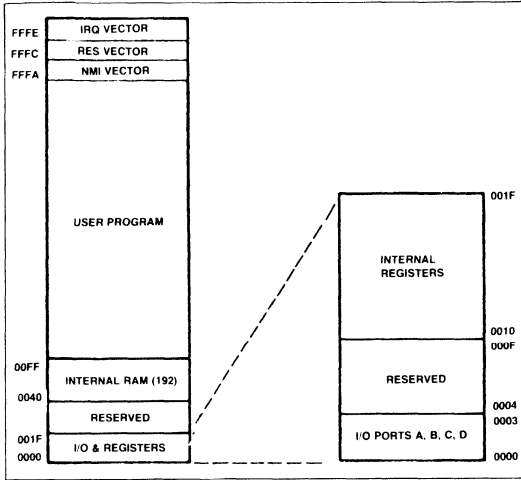 FFFE
IRQ VECTOR
FFFC
RES VECTOR
FFFA
NMI VECTOR
USER PROGRAM
00FF
INTERNAL RAM (192)
0040
RESERVED
001F
I/O & REGISTERS
0000
001F
INTERNAL
REGISTERS
0010
000F
RESERVED
0004
0003
I/O PORTS A, B, C, D
0000